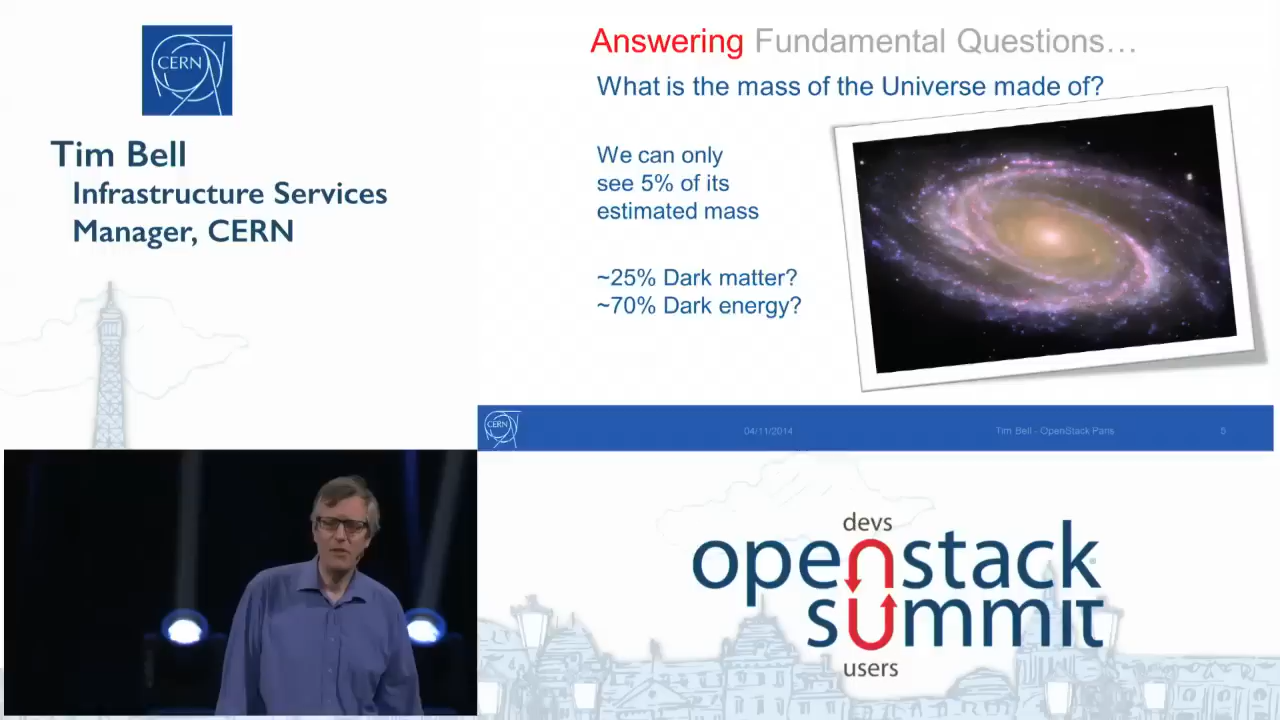 CERN
Tim Bell
Infrastructure Services
Manager, CERN
Answering Fundamental Questions…
What is the mass of the Universe made of?
We can only
see 5% of its
estimated mass
~25% Dark matter?
~70% Dark energy?
CERN
04/11/2014
Tim Bell - OpenStack Paris
5
devs
openstack
summit
users